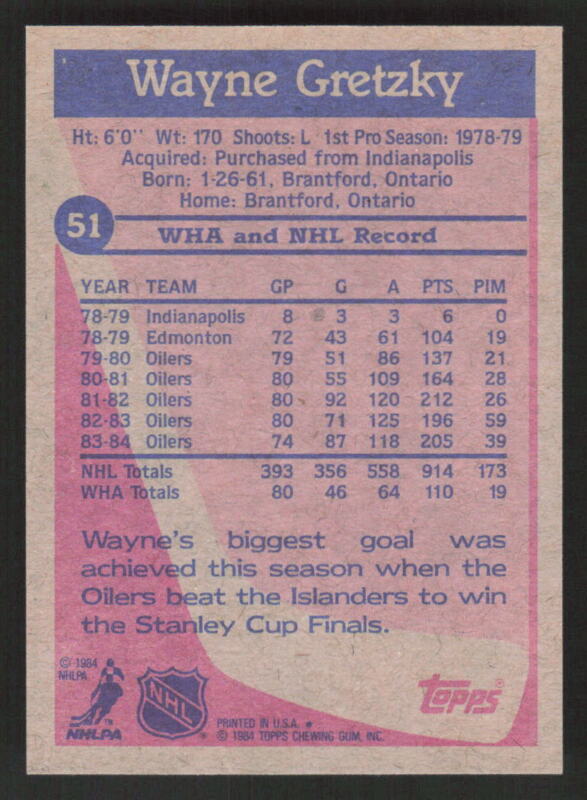 Wayne Gretzky
Ht: 6'0" Wt: 170 Shoots: L 1st Pro Season: 1978-79
Acquired: Purchased from Indianapolis
Born: 1-26-61, Brantford, Ontario
Home: Brantford, Ontario
51
WHA and NHL Record
YEAR TEAM GP G A PTS PIM
78-79 Indianapolis 8 3 3 6 0
78-79 Edmonton 72 43 61 104 19
79-80 Oilers 79 51 86 137 21
80-81 Oilers 80 55 109 164 28
81-82 Oilers 80 92 120 212 26
82-83 Oilers 80 71 125 196 59
83-84 Oilers 74 87 118 205 39
NHL Totals 393 356 558 914 173
WHA Totals 80 46 64 110 19
Wayne's biggest goal was
achieved this season when the
Oilers beat the Islanders to win
the Stanley Cup Finals.
© 1984
NHLPA
NHLPA
TM
NHL
®
topps®
PRINTED IN U.S.A. *
© 1984 TOPPS CHEWING GUM, INC.